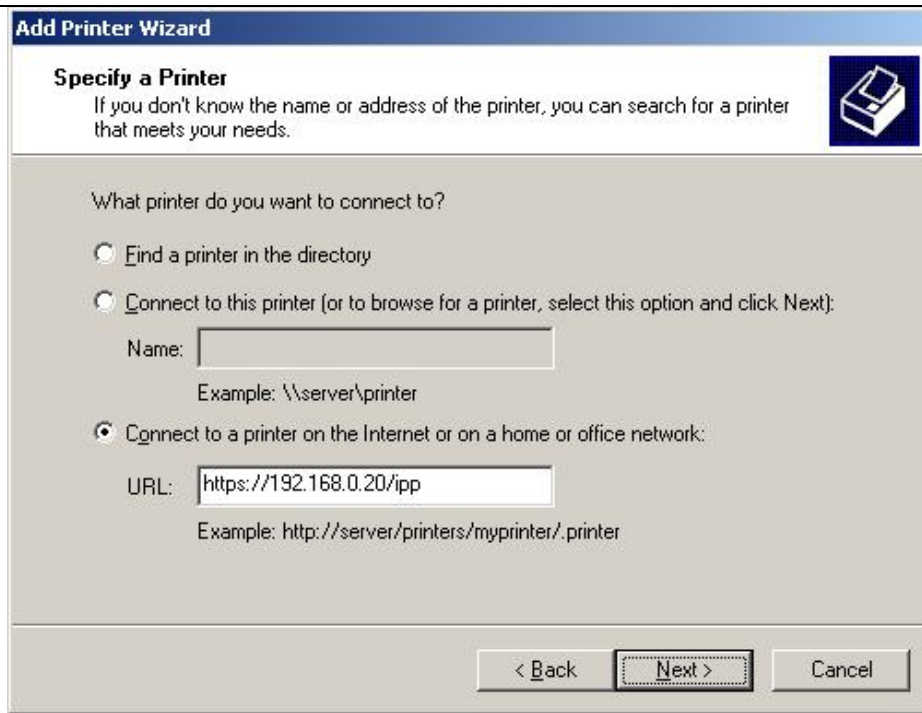 Add Printer Wizard
Specify a Printer
If you don't know the name or address of the printer, you can search for a printer
that meets your needs.
What printer do you want to connect to?
Find a printer in the directory
Connect to this printer (or to browse for a printer, select this option and click Next):
Name:
Example: \\server\printer
Connect to a printer on the Internet or on a home or office network:
URL: https://192.168.0.20/ipp
Example: http://server/printers/myprinter/.printer
< Back Next > Cancel